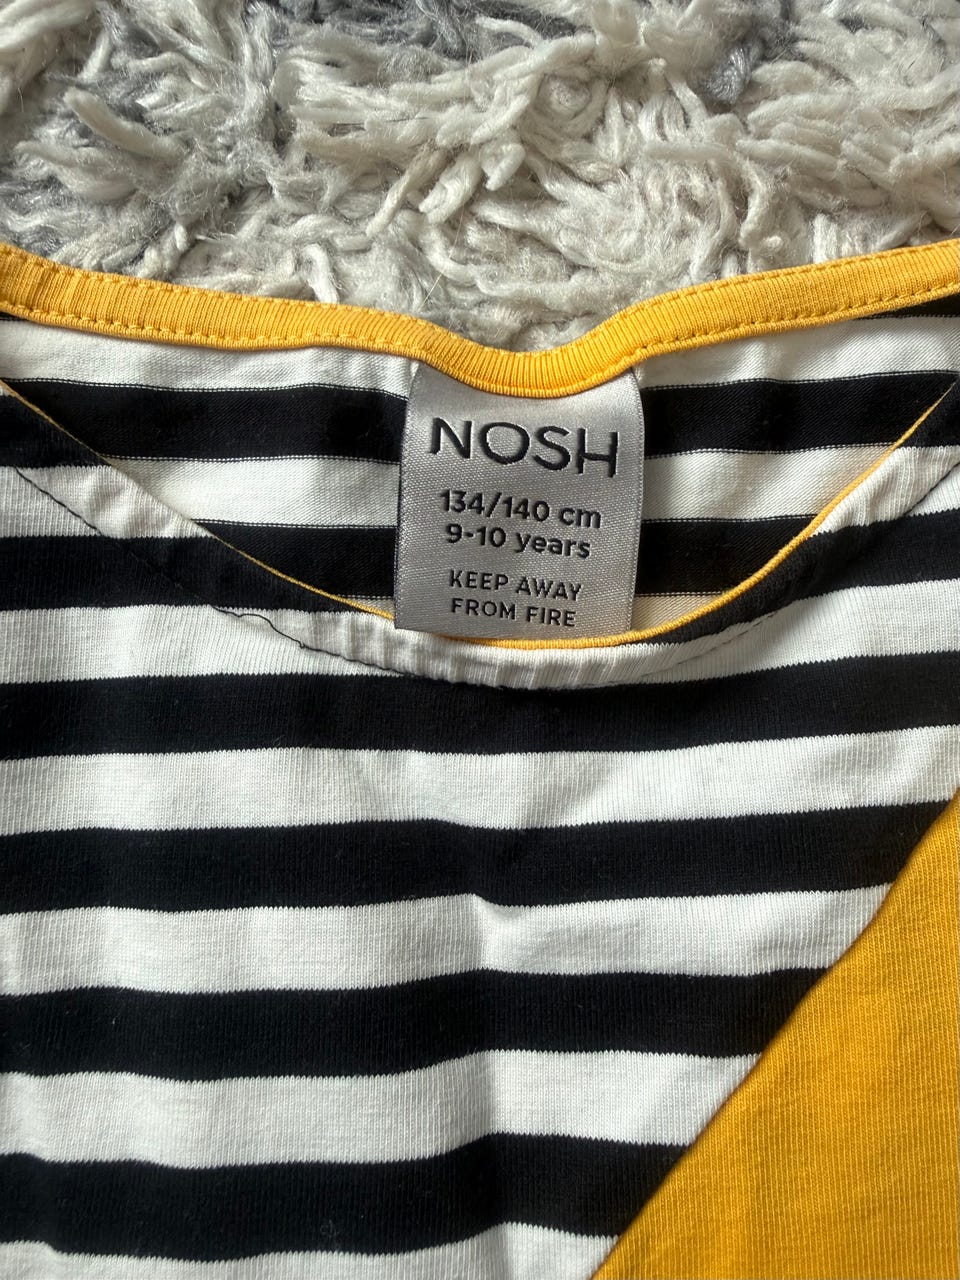 NOSH
134/140 cm
9-10 years
KEEP AWAY
FROM FIRE